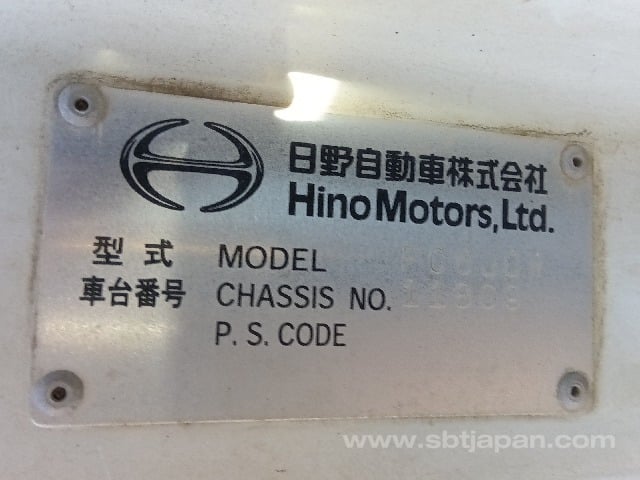 日野自動車株式会社
Hino Motors, Ltd.
型式 MODEL
車台番号 CHASSIS NO.
P. S. CODE
www.sbtjapan.com